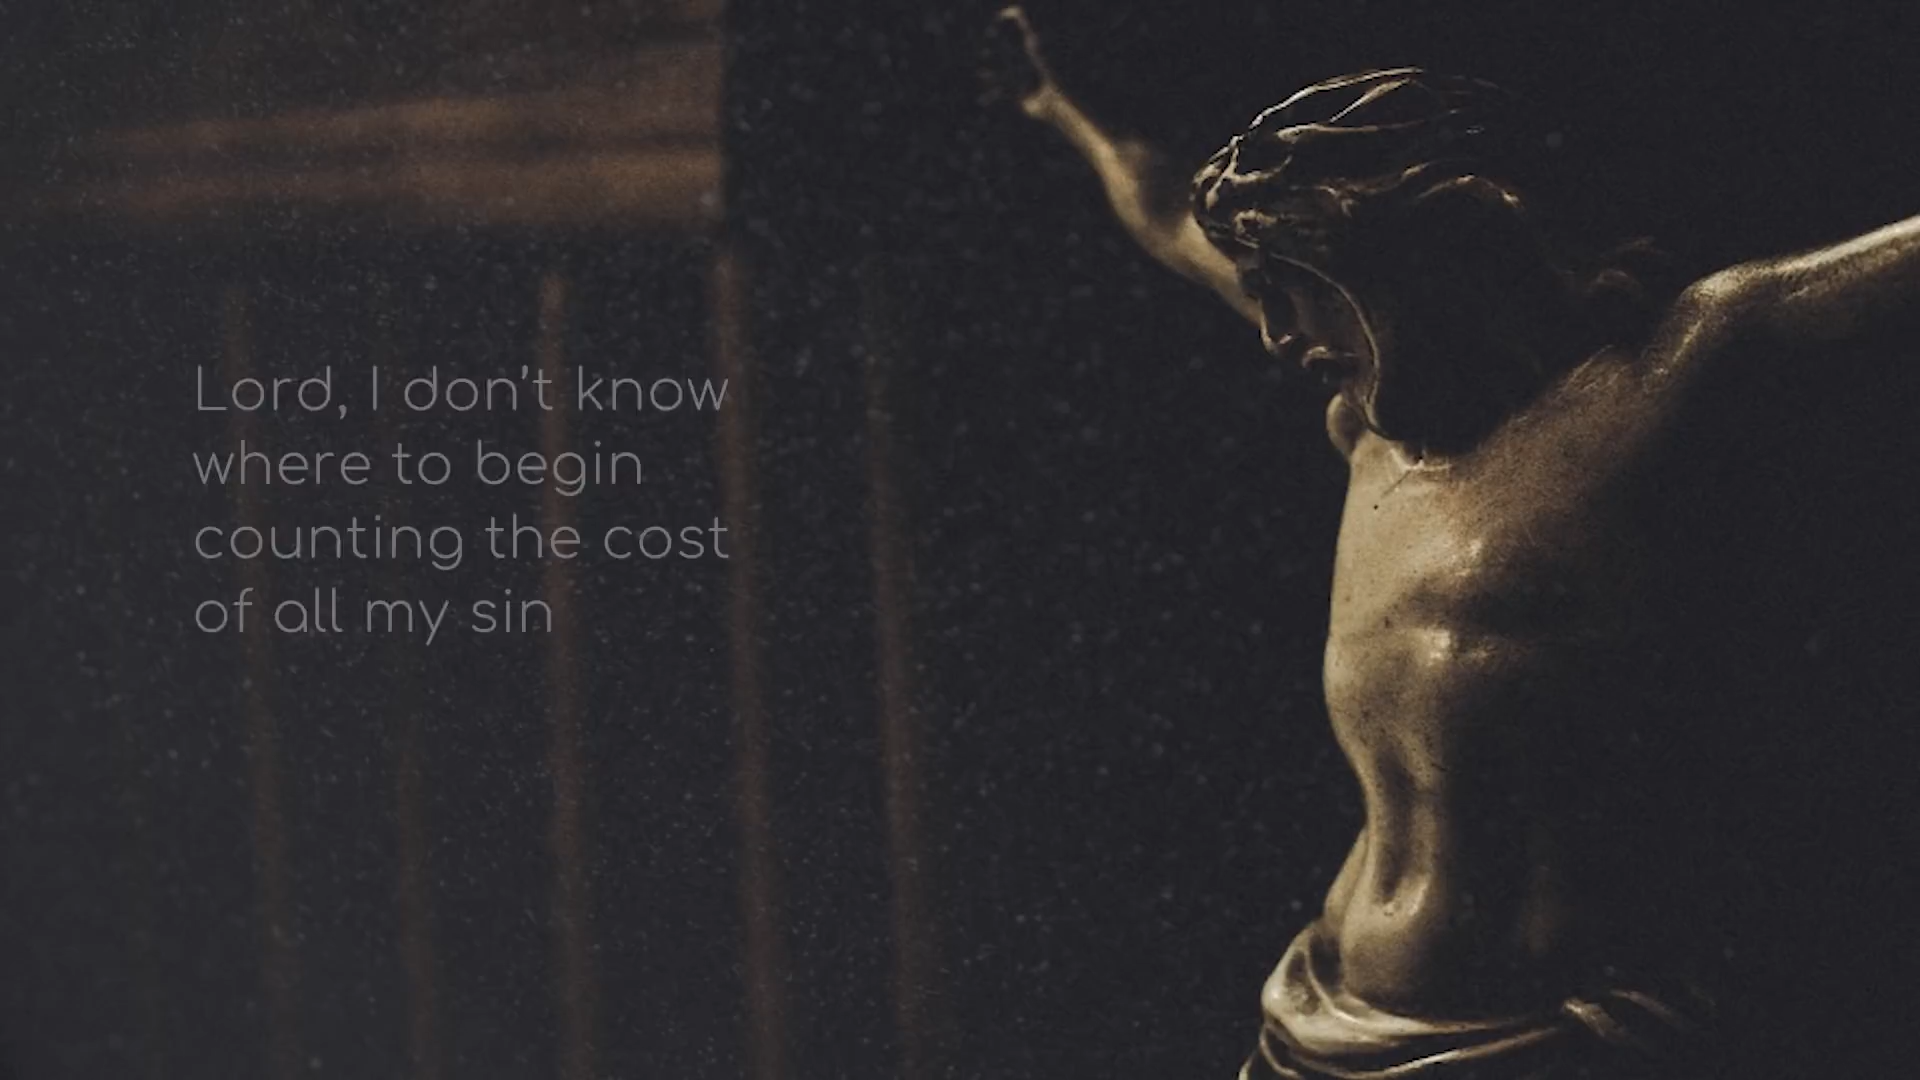 Lord, I don't know
where to begin
counting the cost
of all my sin